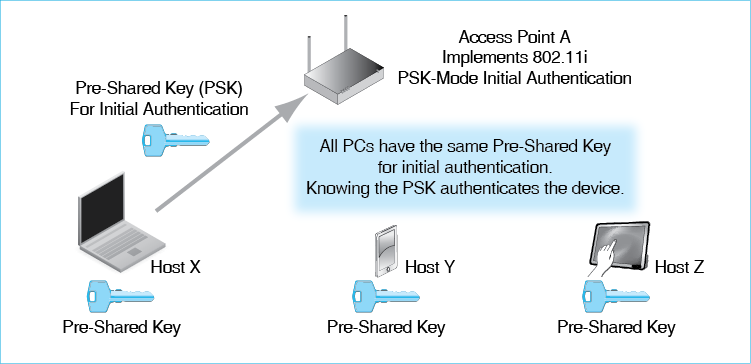 Access Point A
Implements 802.11i
PSK-Mode Initial Authentication
Pre-Shared Key (PSK)
For Initial Authentication
All PCs have the same Pre-Shared Key
for initial authentication.
Knowing the PSK authenticates the device.
Host X
Host Y
Host Z
Pre-Shared Key
Pre-Shared Key
Pre-Shared Key